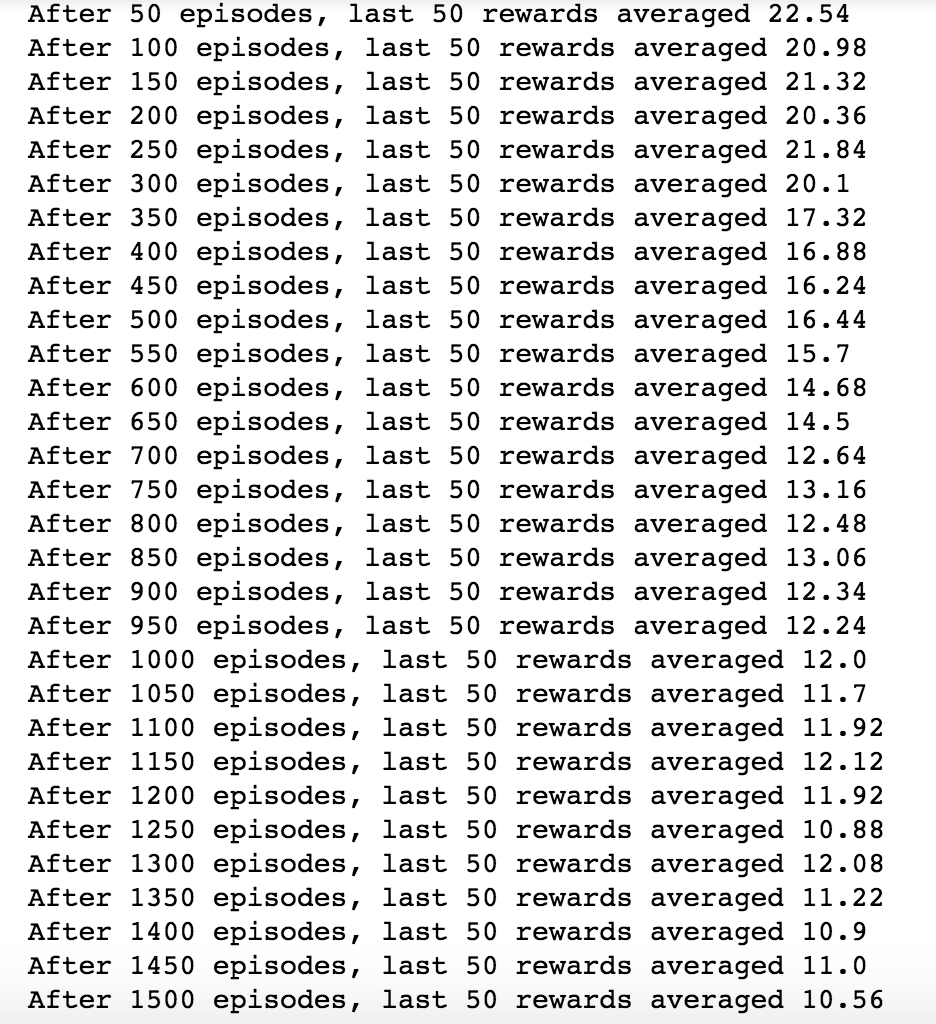 After 50 episodes, last 50 rewards averaged 22.54
After 100 episodes, last 50 rewards averaged 20.98
After 150 episodes, last 50 rewards averaged 21.32
After 200 episodes, last 50 rewards averaged 20.36
After 250 episodes, last 50 rewards averaged 21.84
After 300 episodes, last 50 rewards averaged 20.1
After 350 episodes, last 50 rewards averaged 17.32
After 400 episodes, last 50 rewards averaged 16.88
After 450 episodes, last 50 rewards averaged 16.24
After 500 episodes, last 50 rewards averaged 16.44
After 550 episodes, last 50 rewards averaged 15.7
After 600 episodes, last 50 rewards averaged 14.68
After 650 episodes, last 50 rewards averaged 14.5
After 700 episodes, last 50 rewards averaged 12.64
After 750 episodes, last 50 rewards averaged 13.16
After 800 episodes, last 50 rewards averaged 12.48
After 850 episodes, last 50 rewards averaged 13.06
After 900 episodes, last 50 rewards averaged 12.34
After 950 episodes, last 50 rewards averaged 12.24
After 1000 episodes, last 50 rewards averaged 12.0
After 1050 episodes, last 50 rewards averaged 11.7
After 1100 episodes, last 50 rewards averaged 11.92
After 1150 episodes, last 50 rewards averaged 12.12
After 1200 episodes, last 50 rewards averaged 11.92
After 1250 episodes, last 50 rewards averaged 10.88
After 1300 episodes, last 50 rewards averaged 12.08
After 1350 episodes, last 50 rewards averaged 11.22
After 1400 episodes, last 50 rewards averaged 10.9
After 1450 episodes, last 50 rewards averaged 11.0
After 1500 episodes, last 50 rewards averaged 10.56